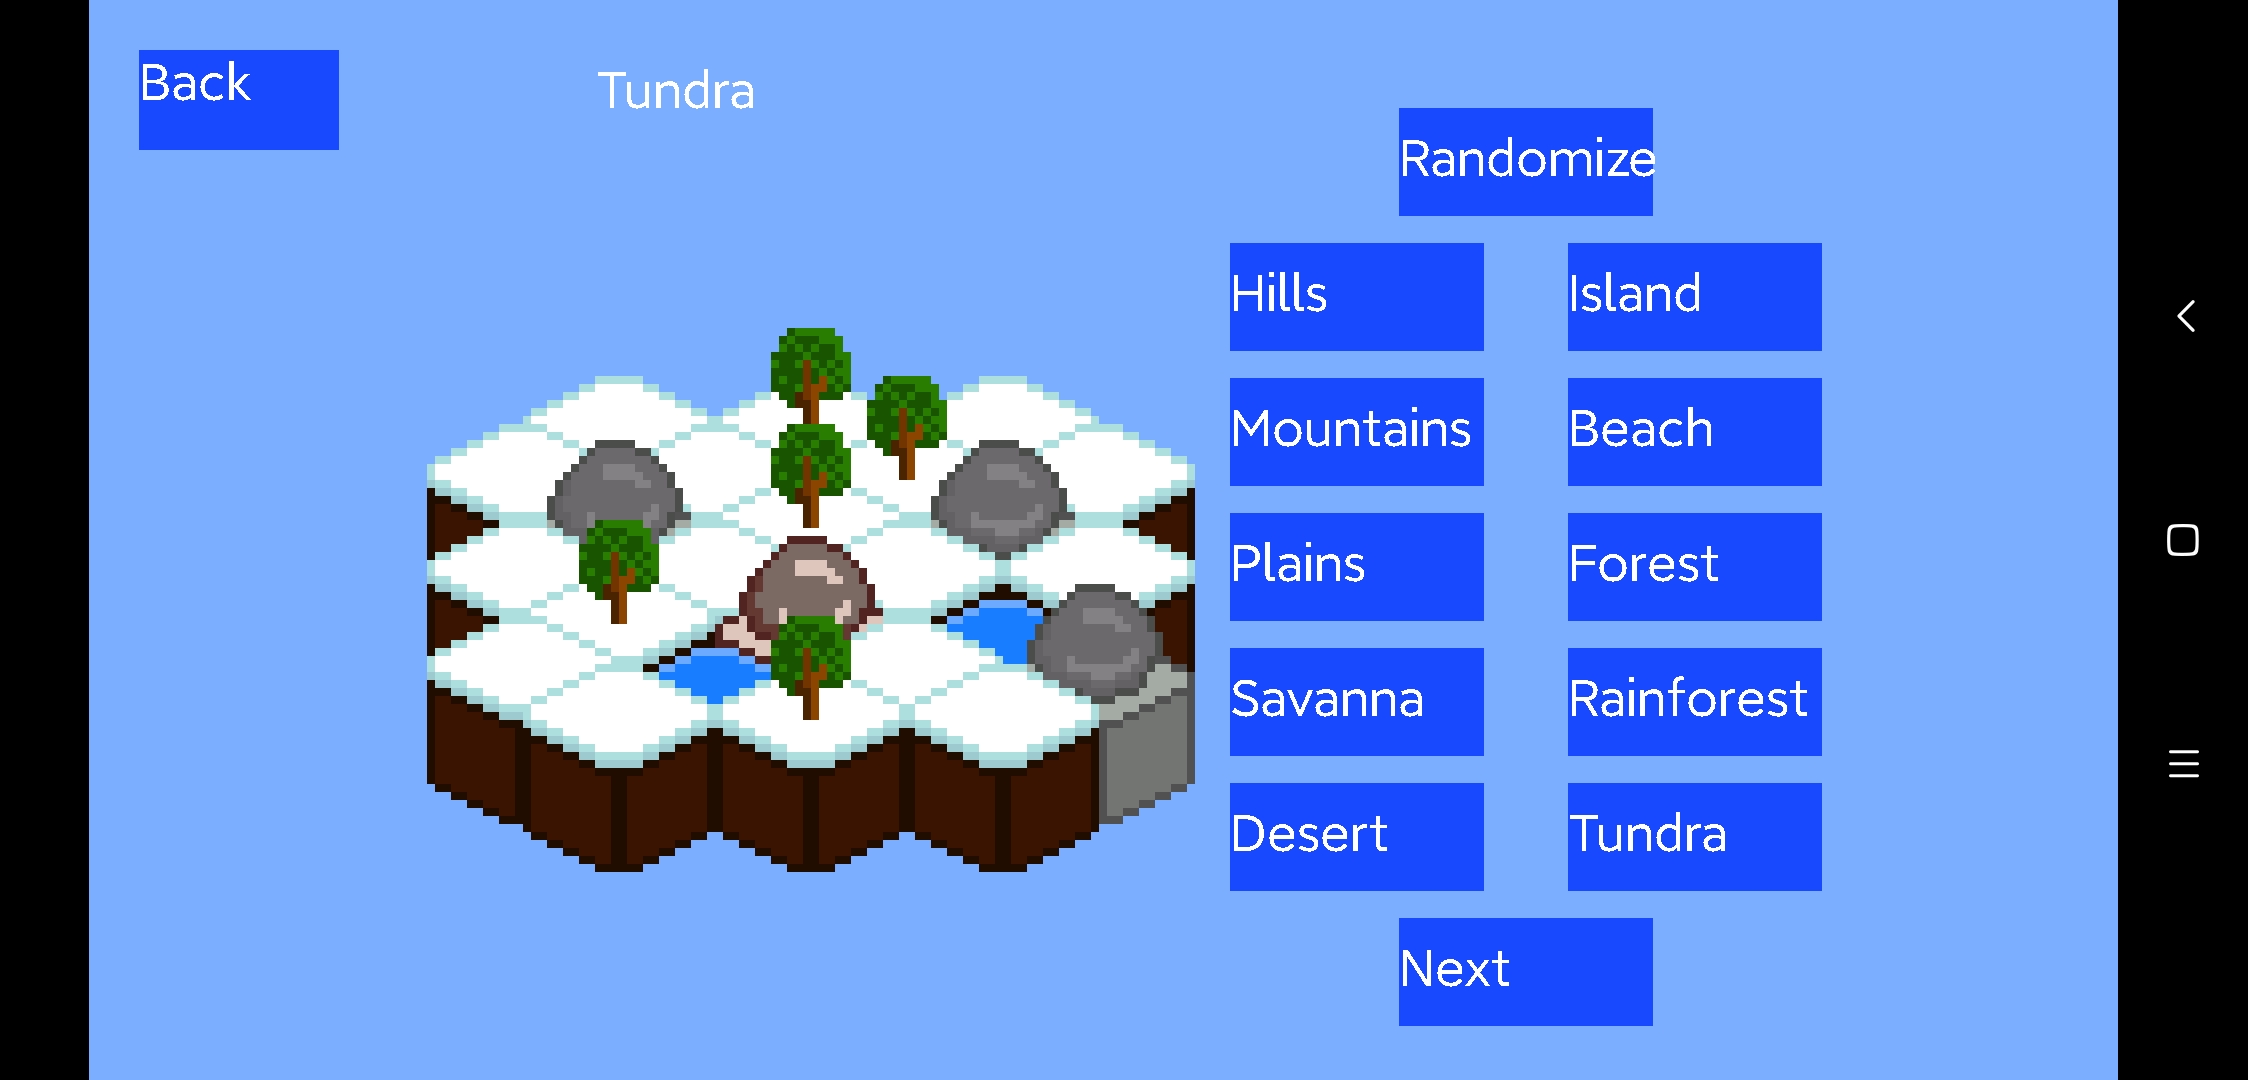 Back
Tundra
Randomize
Hills
Island
Mountains
Beach
Plains
Forest
Savanna
Rainforest
Desert
Tundra
Next